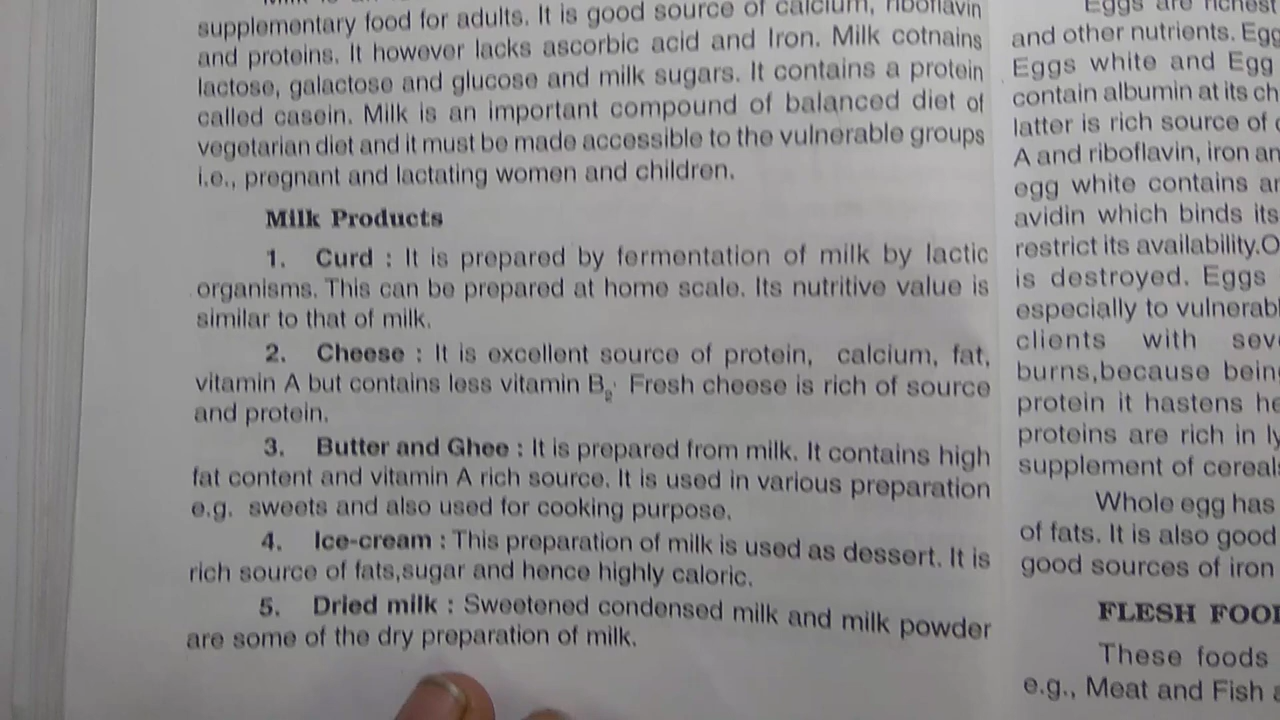 supplementary food for adults. It is good source of calcium, riboflavin
and proteins. It however lacks ascorbic acid and Iron. Milk cotnains
lactose, galactose and glucose and milk sugars. It contains a protein
called casein. Milk is an important compound of balanced diet of
vegetarian diet and it must be made accessible to the vulnerable groups
i.e., pregnant and lactating women and children.
Milk Products
1. Curd : It is prepared by fermentation of milk by lactic
organisms. This can be prepared at home scale. Its nutritive value is
similar to that of milk.
2. Cheese : It is excellent source of protein, calcium, fat,
vitamin A but contains less vitamin B₂. Fresh cheese is rich of source
and protein.
3. Butter and Ghee : It is prepared from milk. It contains high
fat content and vitamin A rich source. It is used in various preparation
e.g. sweets and also used for cooking purpose.
4. Ice-cream : This preparation of milk is used as dessert. It is
rich source of fats,sugar and hence highly caloric.
5. Dried milk : Sweetened condensed milk and milk powder
are some of the dry preparation of milk.
Eggs are richest
and other nutrients. Egg
Eggs white and Egg
contain albumin at its
latter is rich source of
A and riboflavin, iron
egg white contains
avidin which binds its
restrict its availability.
is destroyed. Eggs
especially to
clients with
burns,because
protein it hastens
proteins are rich in
supplement of
Whole egg has
of fats. It is also good
good sources of iron
FLESH
These foods
e.g., Meat and Fish